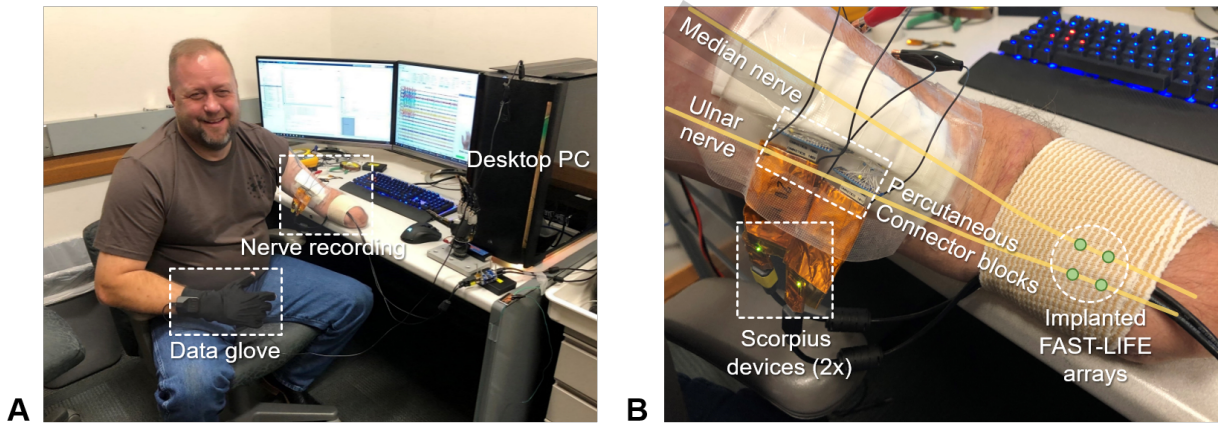 Desktop PC
Nerve recording
Data glove
A
Median nerve
Ulnar
nerve
Percutaneous
Connector blocks
Scorpius
devices (2x)
Implanted
FAST-LIFE
arrays
B